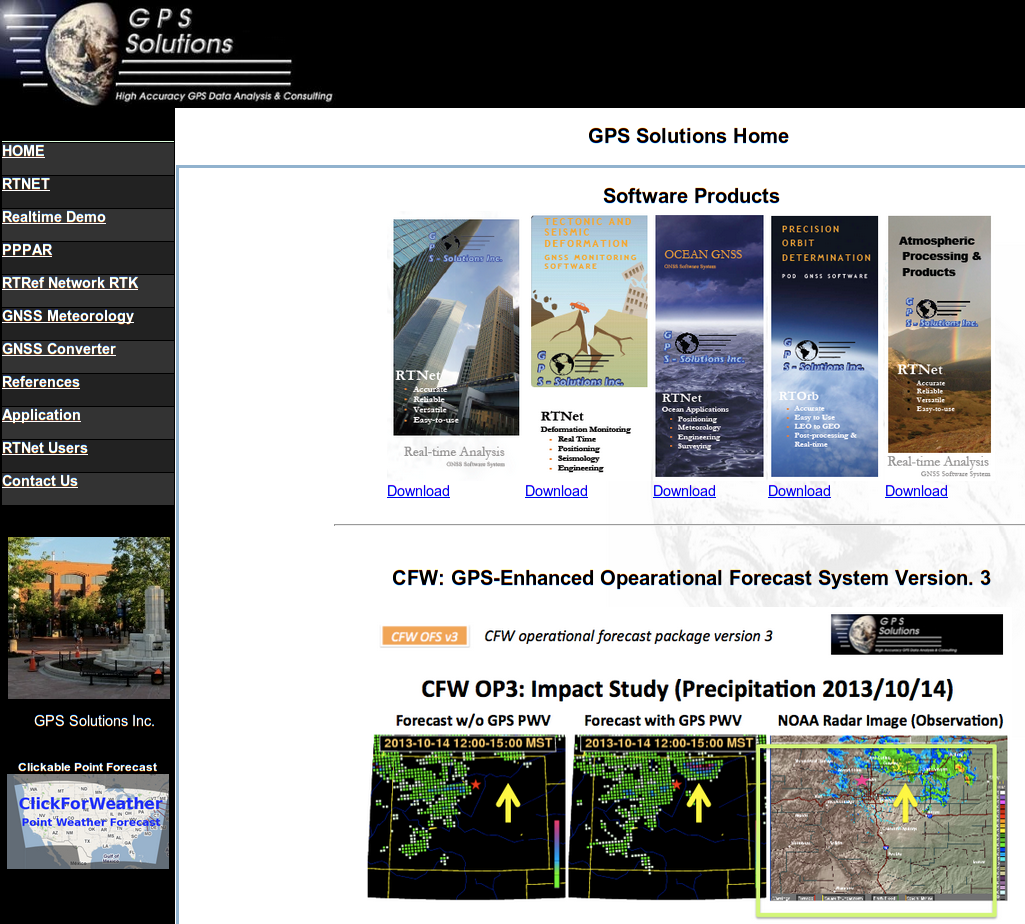 GPS
Solutions
High Accuracy GPS Data Analysis & Consulting
HOME
RTNET
Realtime Demo
PPPAR
RTRef Network RTK
GNSS Meteorology
GNSS Converter
References
Application
RTNet Users
Contact Us
GPS Solutions Inc.
Clickable Point Forecast
ClickForWeather
Point Weather Forecast
GPS Solutions Home
Software Products
GPS - Solutions Inc.
RTNet
Accurate
Reliable
Versatile
Easy-to-use
Real-time Analysis
GNSS Software System
Download
TECTONIC AND
SEISMIC
DEFORMATION
GNSS MONITORING
SOFTWARE
GPS - Solutions Inc.
RTNet
Deformation Monitoring
Real Time
Positioning
Seismology
Engineering
Download
OCEAN GNSS
GNSS Software System
GPS - Solutions Inc.
RTNet
Ocean Applications
Positioning
Meteorology
Engineering
Surveying
Download
PRECISION
ORBIT
DETERMINATION
POD GNSS SOFTWARE
GPS - Solutions Inc.
RTOrb
Accurate
Easy to Use
LEO to GEO
Post-processing &
Real-time
Download
Atmospheric
Processing &
Products
GPS - Solutions Inc.
RTNet
Accurate
Reliable
Versatile
Easy-to-use
Real-time Analysis
GNSS Software System
Download
CFW: GPS-Enhanced Opearational Forecast System Version. 3
CFW OFS v3
CFW operational forecast package version 3
GPS
Solutions
High Accuracy GPS Data Analysis & Consulting
CFW OP3: Impact Study (Precipitation 2013/10/14)
Forecast w/o GPS PWV
Forecast with GPS PWV
NOAA Radar Image (Observation)
2013-10-14 12:00-15:00 MST
2013-10-14 12:00-15:00 MST